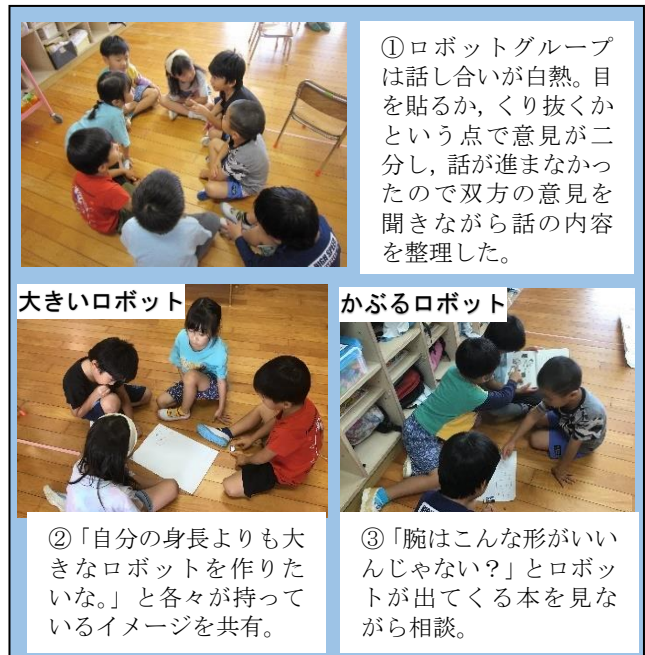 ①ロボットグループ
は話し合いが白熱。目
を貼るか，くり抜くか
という点で意見が二
分し，話が進まなかっ
たので双方の意見を
聞きながら話の内容
を整理した。
大きいロボット
かぶるロボット
②「自分の身長よりも大
きなロボットを作りた
いな。」と各々が持って
いるイメージを共有。
③「腕はこんな形がいい
んじゃない？」とロボッ
トが出てくる本を見な
がら相談。